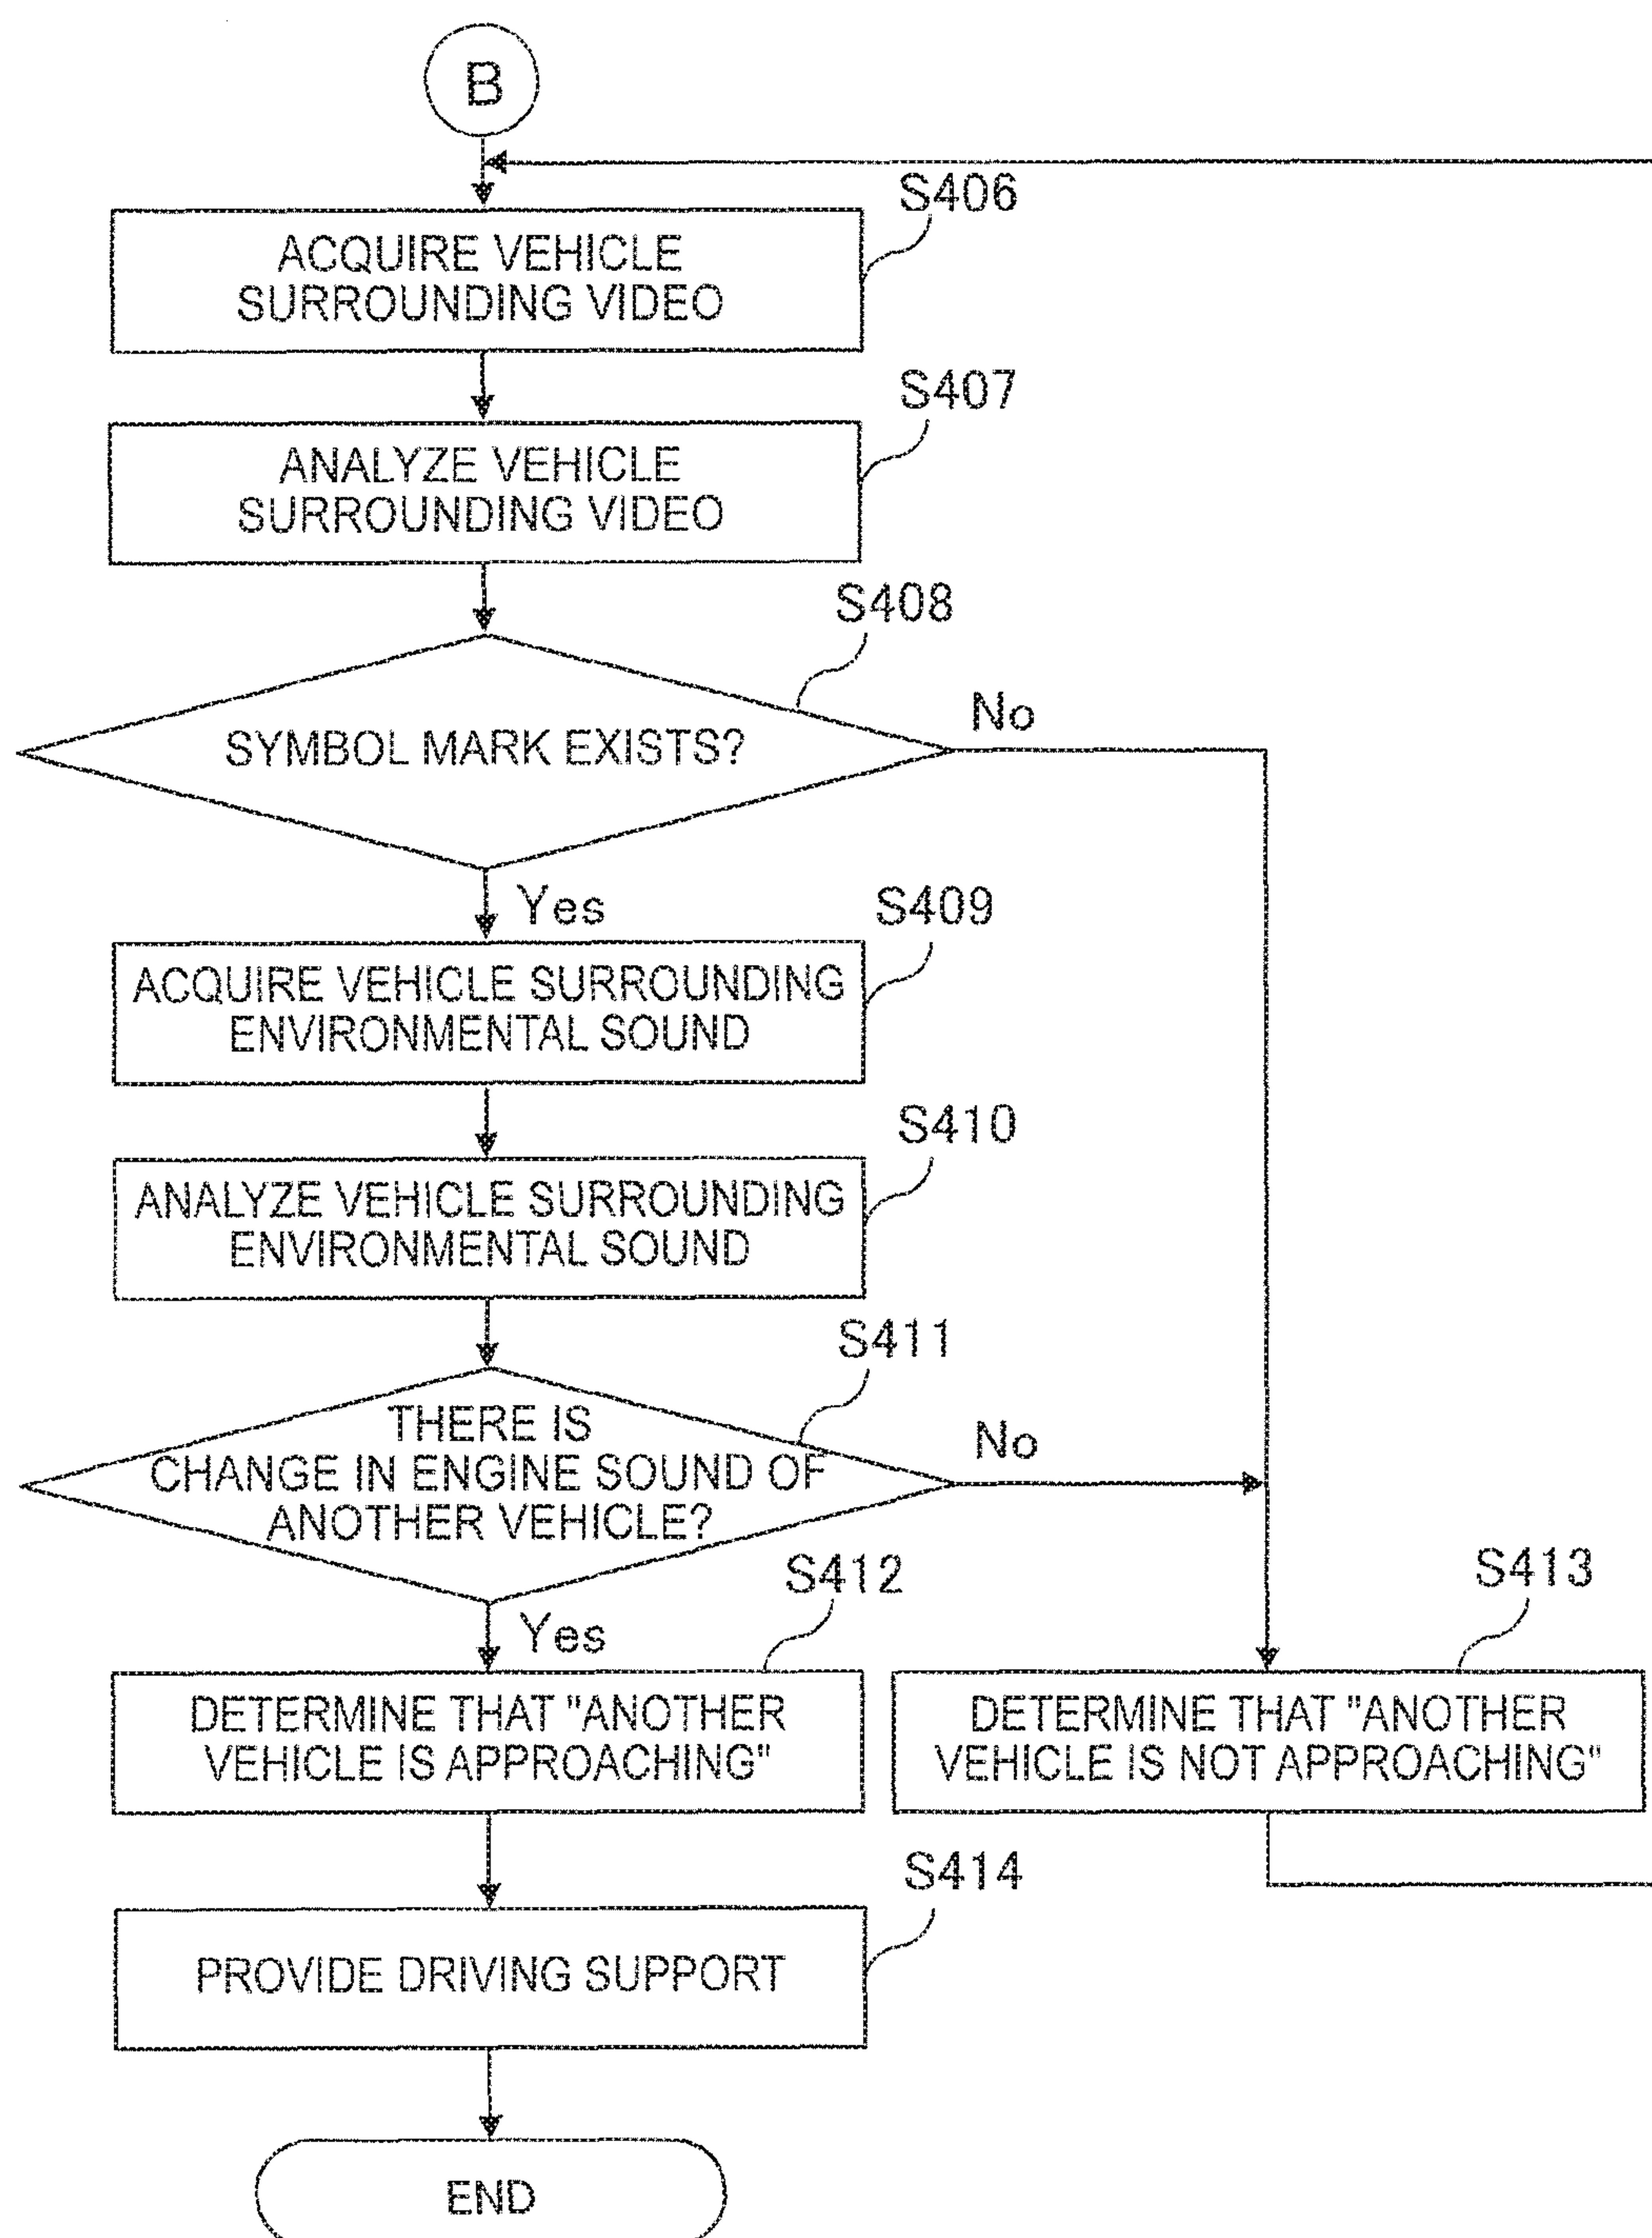 B
S406
ACQUIRE VEHICLE
SURROUNDING VIDEO
S407
ANALYZE VEHICLE
SURROUNDING VIDEO
S408
SYMBOL MARK EXISTS?
No
Yes
S409
ACQUIRE VEHICLE SURROUNDING
ENVIRONMENTAL SOUND
S410
ANALYZE VEHICLE SURROUNDING
ENVIRONMENTAL SOUND
S411
THERE IS
CHANGE IN ENGINE SOUND OF
ANOTHER VEHICLE?
No
Yes
S412
DETERMINE THAT "ANOTHER
VEHICLE IS APPROACHING"
S413
DETERMINE THAT "ANOTHER
VEHICLE IS NOT APPROACHING"
S414
PROVIDE DRIVING SUPPORT
END